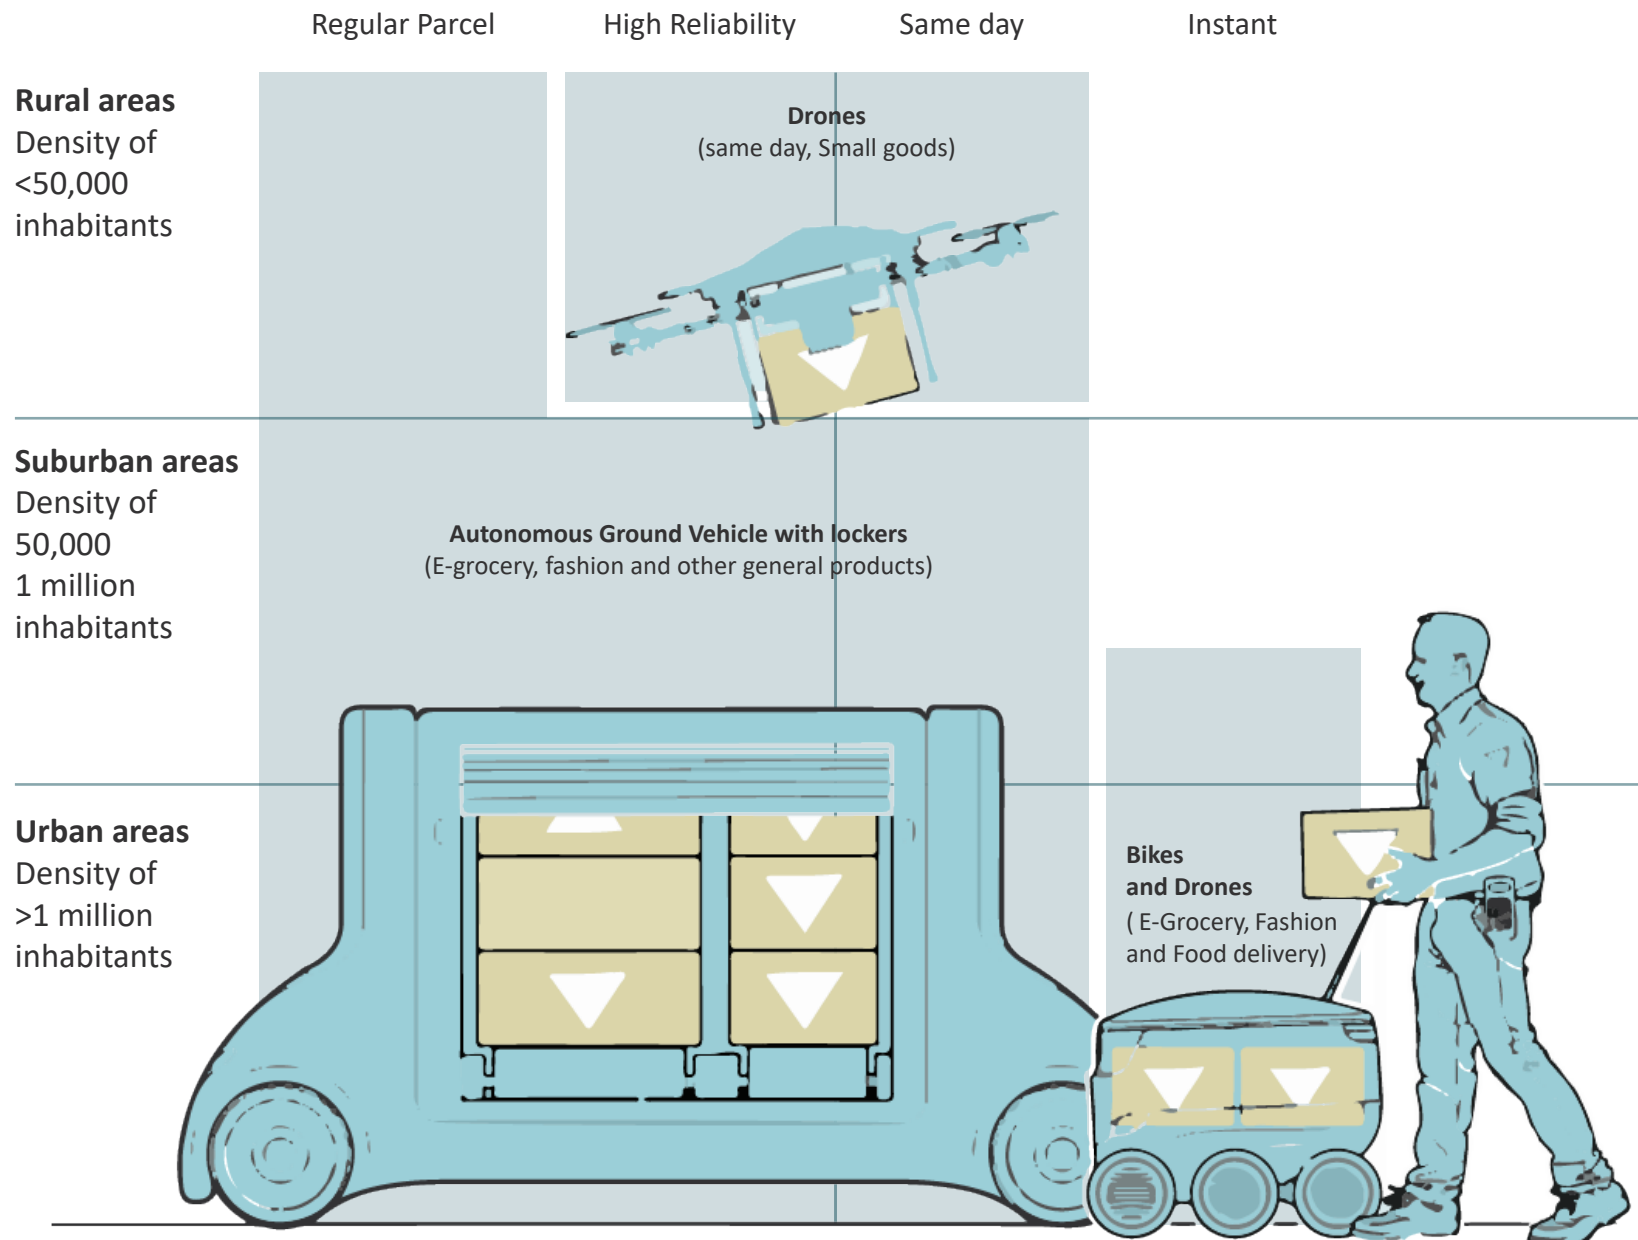 Regular Parcel
High Reliability
Same day
Instant
Rural areas
Density of
<50,000
inhabitants
Drones
(same day, Small goods)
Suburban areas
Density of
50,000
1 million
inhabitants
Autonomous Ground Vehicle with lockers
(E-grocery, fashion and other general products)
Urban areas
Density of
>1 million
inhabitants
Bikes
and Drones
( E-Grocery, Fashion
and Food delivery)